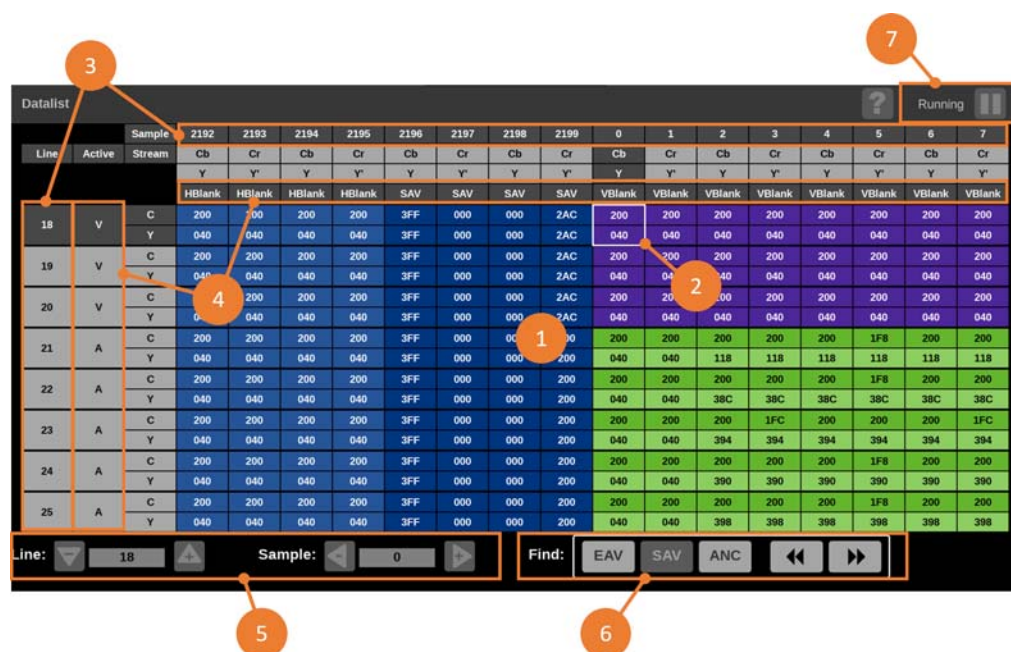 3
7
Datalist
? Running
Sample 2192 2193 2194 2195 2196 2197 2198 2199 0 1 2 3 4 5 6 7
Line Active Stream Cb Cr Cb Cr Cb Cr Cb Cr Cb Cr Cb Cr Cb Cr Cb Cr
Y Y' Y Y' Y Y' Y Y' Y Y' Y Y' Y Y' Y Y'
HBlank HBlank HBlank HBlank SAV SAV SAV SAV VBlank VBlank VBlank VBlank VBlank VBlank VBlank VBlank
18 V C 200 200 200 200 3FF 000 000 2AC 200 200 200 200 200 200 200 200
Y 040 040 040 040 3FF 000 000 2AC 040 040 040 040 040 040 040 040
19 V C 200 200 200 200 3FF 000 000 2AC 200 200 200 200 200 200 200 200
Y 040 040 040 040 3FF 000 000 2AC 040 040 040 040 040 040 040
4
2
20 V C 200 200 200 200 3FF 000 000 2AC 200 200 200 200 200 200 200
Y 040 040 040 3FF 000 000 2AC 040 040 040 040 040 040 040 040
1
21 A C 200 200 200 200 3FF 000 200 200 200 200 200 1F8 200 200
Y 040 040 040 040 3FF 000 000 200 040 040 118 118 118 118 118 118
22 A C 200 200 200 200 3FF 000 000 200 200 200 200 200 200 1F8 200 200
Y 040 040 040 040 3FF 000 000 200 040 040 38C 38C 38C 38C 38C 38C
23 A C 200 200 200 200 3FF 000 000 200 200 200 200 1FC 200 200 200 1FC
Y 040 040 040 040 3FF 000 000 200 040 040 394 394 394 394 394 394
24 A C 200 200 200 200 3FF 000 000 200 200 200 200 200 200 1F8 200 200
Y 040 040 040 040 3FF 000 000 200 040 040 390 390 390 390 390 390
25 A C 200 200 200 200 3FF 000 000 200 200 200 200 200 200 1F8 200 200
Y 040 040 040 040 3FF 000 000 200 040 040 398 398 398 398 398 398
Line: 18 Sample: 0 Find: EAV SAV ANC
5
6